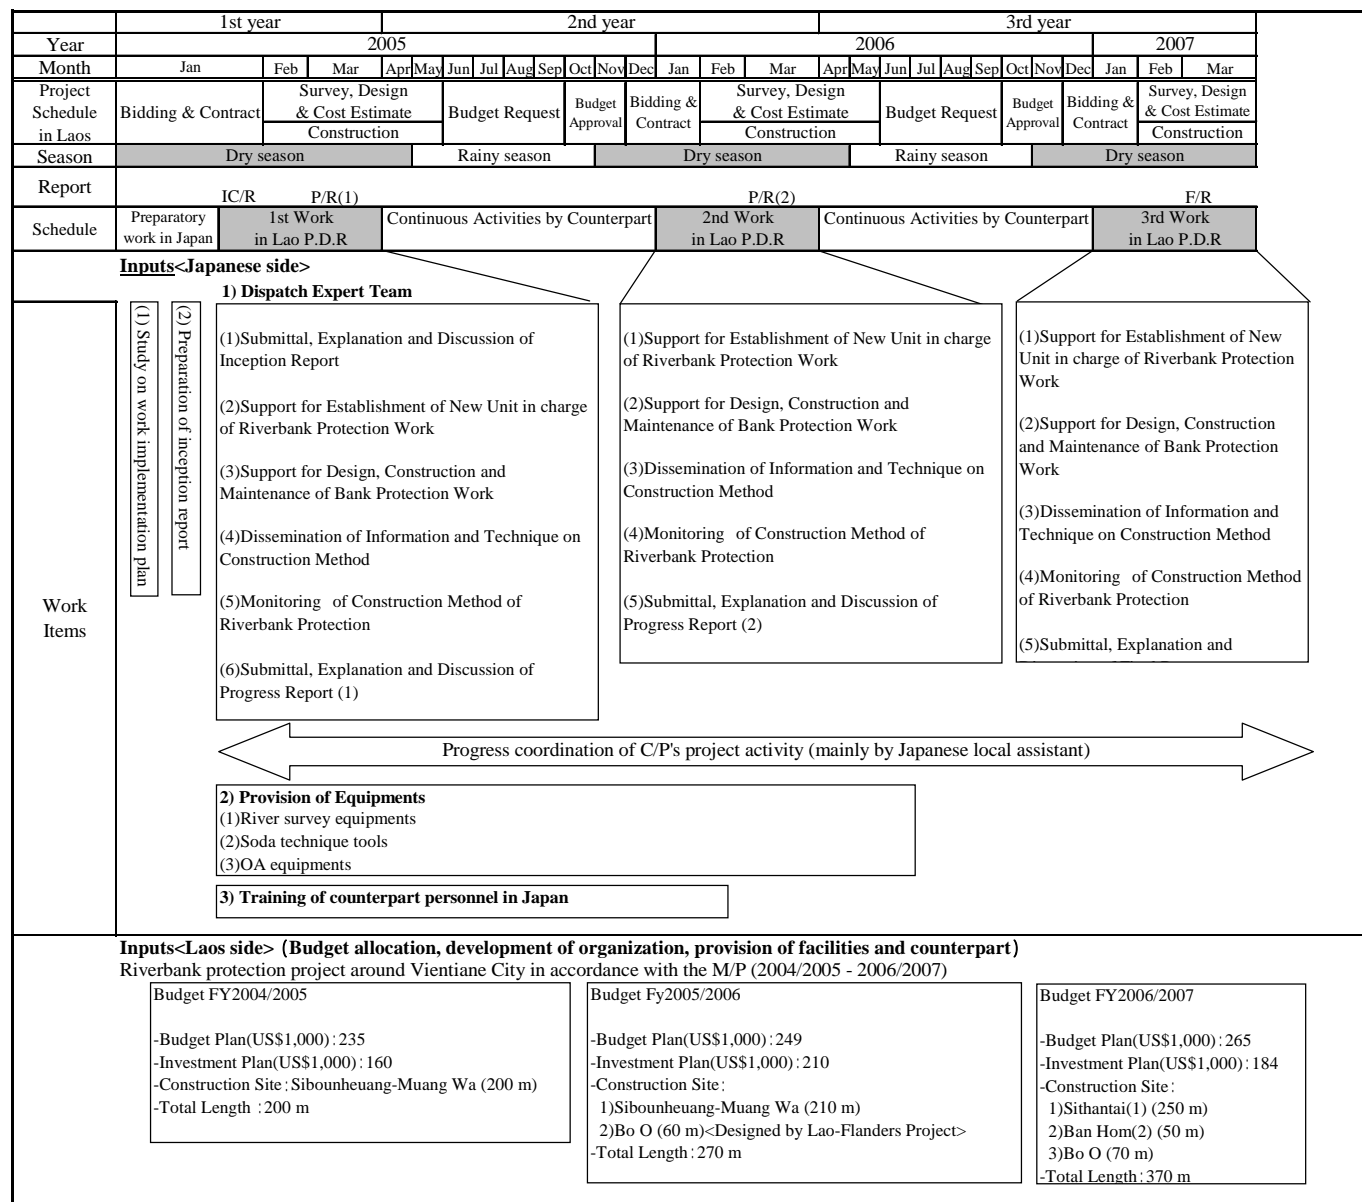 1st year 2nd year 3rd year
Year 2005 2006 2007
Month Jan Feb Mar Apr May Jun Jul Aug Sep Oct Nov Dec Jan Feb Mar Apr May Jun Jul Aug Sep Oct Nov Dec Jan Feb Mar
Project Schedule in Laos
Bidding & Contract
Survey, Design & Cost Estimate
Construction
Budget Request
Budget Approval
Bidding & Contract
Survey, Design & Cost Estimate
Construction
Budget Request
Budget Approval
Bidding & Contract
Survey, Design & Cost Estimate
Construction
Season Dry season Rainy season Dry season Rainy season Dry season
Report IC/R P/R(1) P/R(2) F/R
Schedule
Preparatory work in Japan
1st Work in Lao P.D.R
Continuous Activities by Counterpart
2nd Work in Lao P.D.R
Continuous Activities by Counterpart
3rd Work in Lao P.D.R
Work Items
Inputs<Japanese side>
1) Dispatch Expert Team
(1) Study on work implementation plan
(2) Preparation of inception report
(1)Submittal, Explanation and Discussion of
Inception Report
(2)Support for Establishment of New Unit in charge
of Riverbank Protection Work
(3)Support for Design, Construction and
Maintenance of Bank Protection Work
(4)Dissemination of Information and Technique on
Construction Method
(5)Monitoring of Construction Method of
Riverbank Protection
(6)Submittal, Explanation and Discussion of
Progress Report (1)
(1)Support for Establishment of New Unit in charge
of Riverbank Protection Work
(2)Support for Design, Construction and
Maintenance of Bank Protection Work
(3)Dissemination of Information and Technique on
Construction Method
(4)Monitoring of Construction Method of
Riverbank Protection
(5)Submittal, Explanation and Discussion of
Progress Report (2)
(1)Support for Establishment of New
Unit in charge of Riverbank Protection
Work
(2)Support for Design, Construction
and Maintenance of Bank Protection
Work
(3)Dissemination of Information and
Technique on Construction Method
(4)Monitoring of Construction Method
of Riverbank Protection
(5)Submittal, Explanation and
Progress coordination of C/P's project activity (mainly by Japanese local assistant)
2) Provision of Equipments
(1)River survey equipments
(2)Soda technique tools
(3)OA equipments
3) Training of counterpart personnel in Japan
Inputs<Laos side> (Budget allocation, development of organization, provision of facilities and counterpart)
Riverbank protection project around Vientiane City in accordance with the M/P (2004/2005 - 2006/2007)
Budget FY2004/2005
-Budget Plan(US$1,000):235
-Investment Plan(US$1,000):160
-Construction Site:Sibounheuang-Muang Wa (200 m)
-Total Length :200 m
Budget Fy2005/2006
-Budget Plan(US$1,000):249
-Investment Plan(US$1,000):210
-Construction Site:
1)Sibounheuang-Muang Wa (210 m)
2)Bo O (60 m)<Designed by Lao-Flanders Project>
-Total Length:270 m
Budget FY2006/2007
-Budget Plan(US$1,000):265
-Investment Plan(US$1,000):184
-Construction Site:
1)Sithantai(1) (250 m)
2)Ban Hom(2) (50 m)
3)Bo O (70 m)
-Total Length:370 m